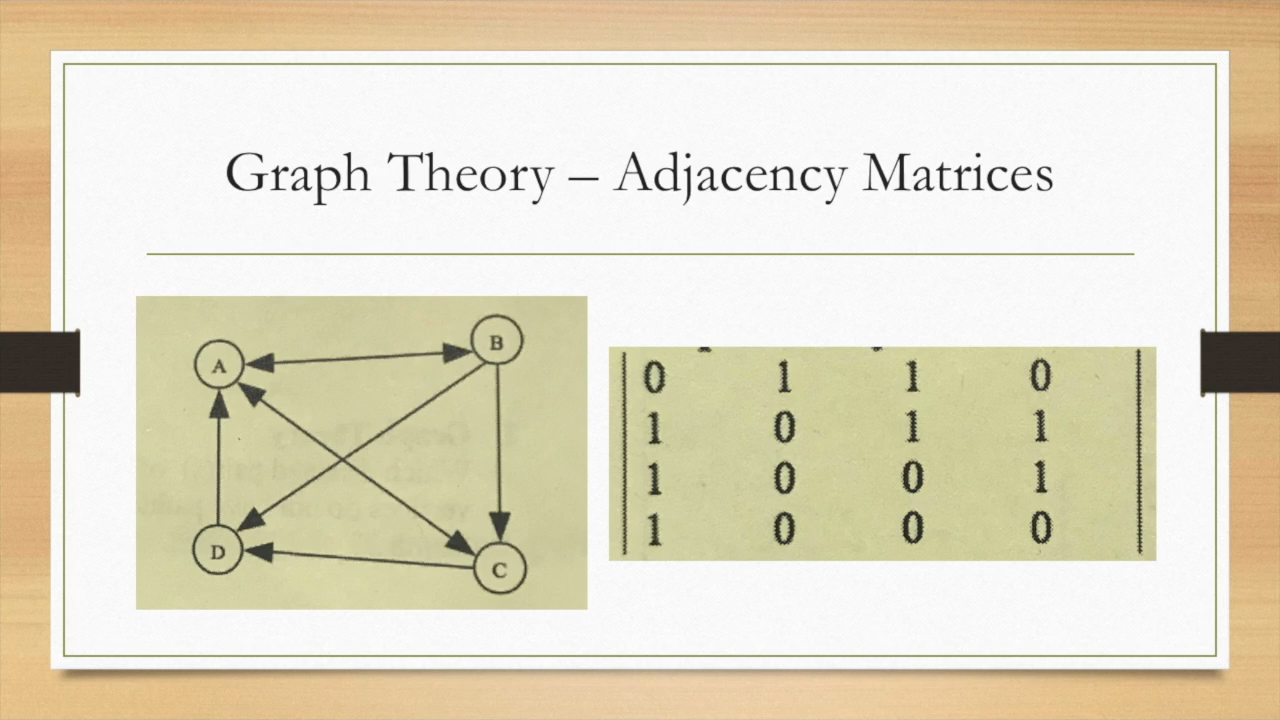 Graph Theory – Adjacency Matrices
A
B
D
C
0 1 1 0
1 0 1 1
1 0 0 1
1 0 0 0